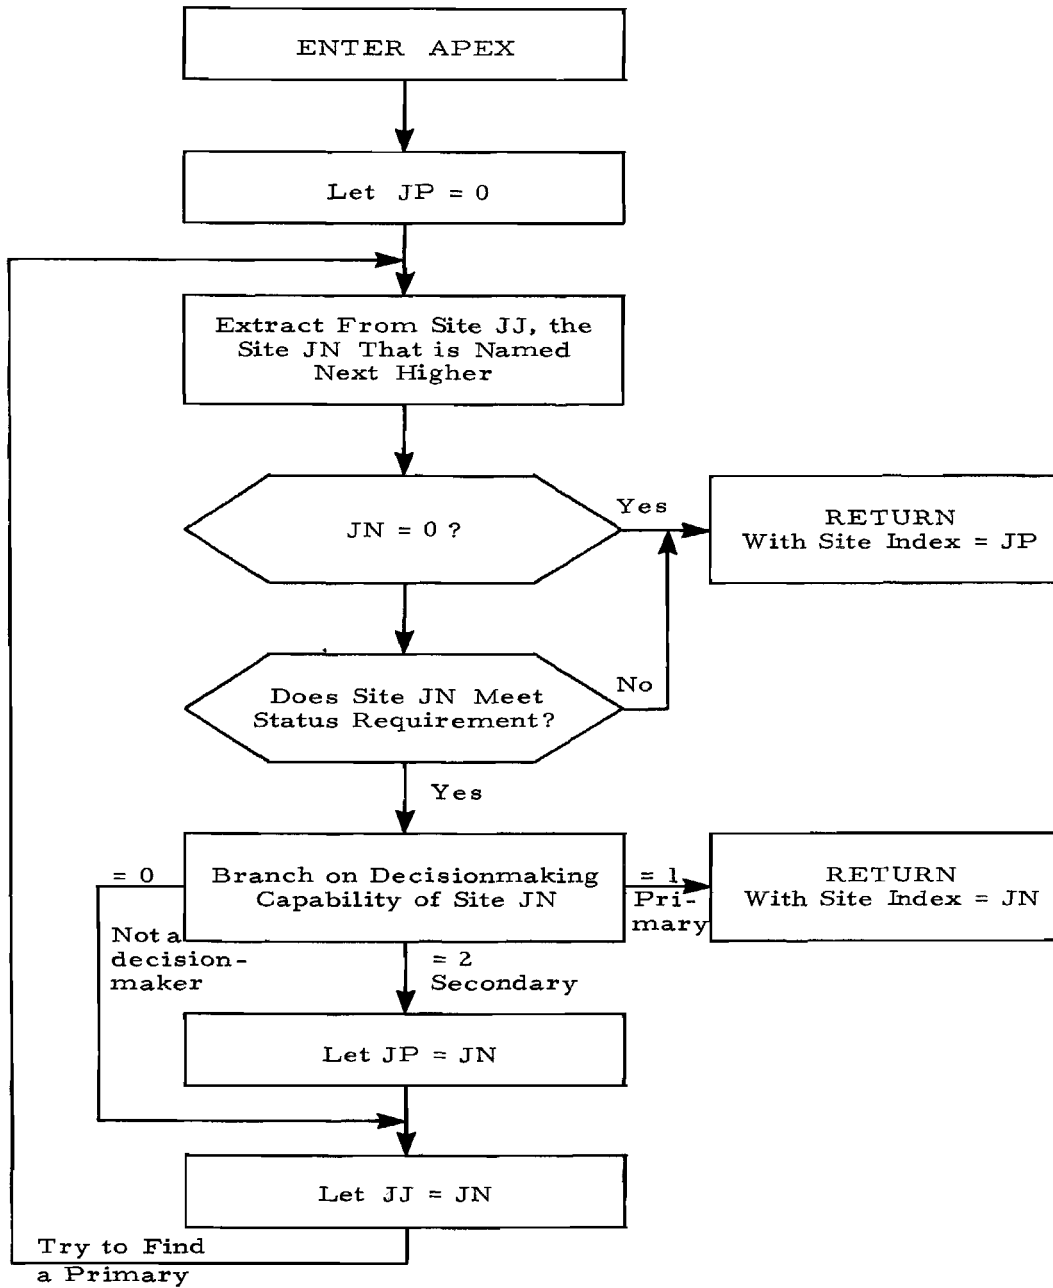 ENTER APEX
Let JP = 0
Extract From Site JJ, the
Site JN That is Named
Next Higher
JN = 0 ?
Yes
RETURN
With Site Index = JP
Does Site JN Meet
Status Requirement?
No
Yes
= 0
Branch on Decisionmaking
Capability of Site JN
= 1
Pri-
mary
RETURN
With Site Index = JN
Not a
decision-
maker
= 2
Secondary
Let JP = JN
Let JJ = JN
Try to Find
a Primary